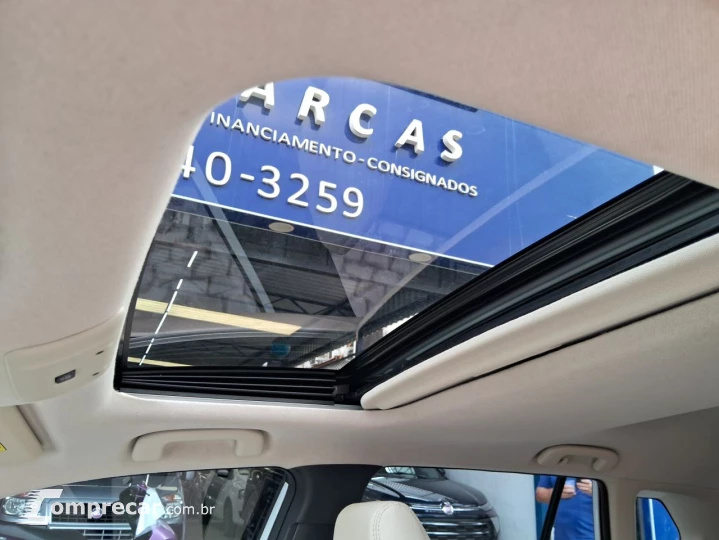 ARCAS
INANCIAMENTO-CONSIGNADOS
40-3259
omprecar.com.br